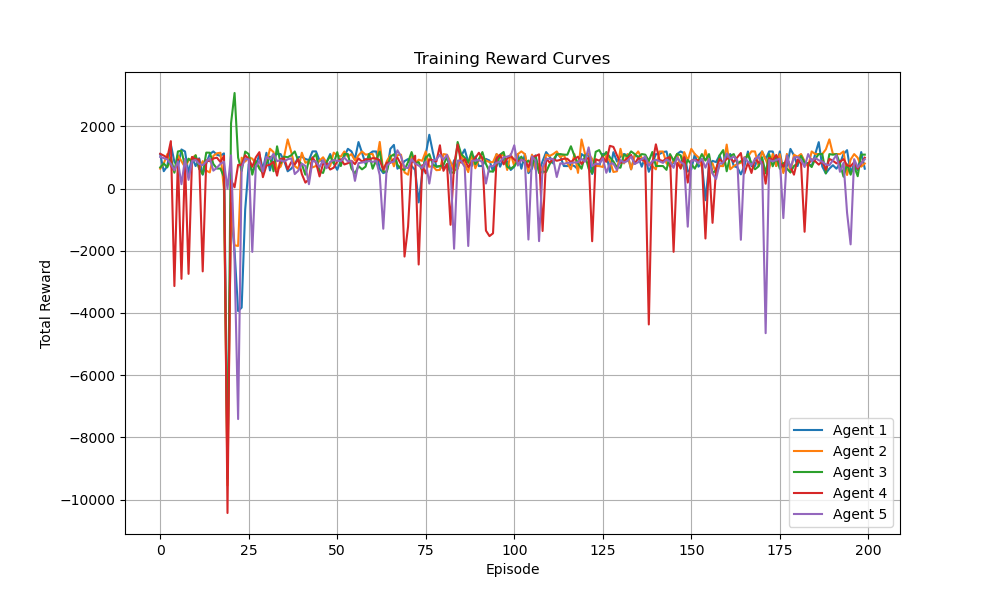 Training Reward Curves
Total Reward
2000
0
−2000
−4000
−6000
−8000
−10000
0 25 50 75 100 125 150 175 200
Episode
Agent 1
Agent 2
Agent 3
Agent 4
Agent 5